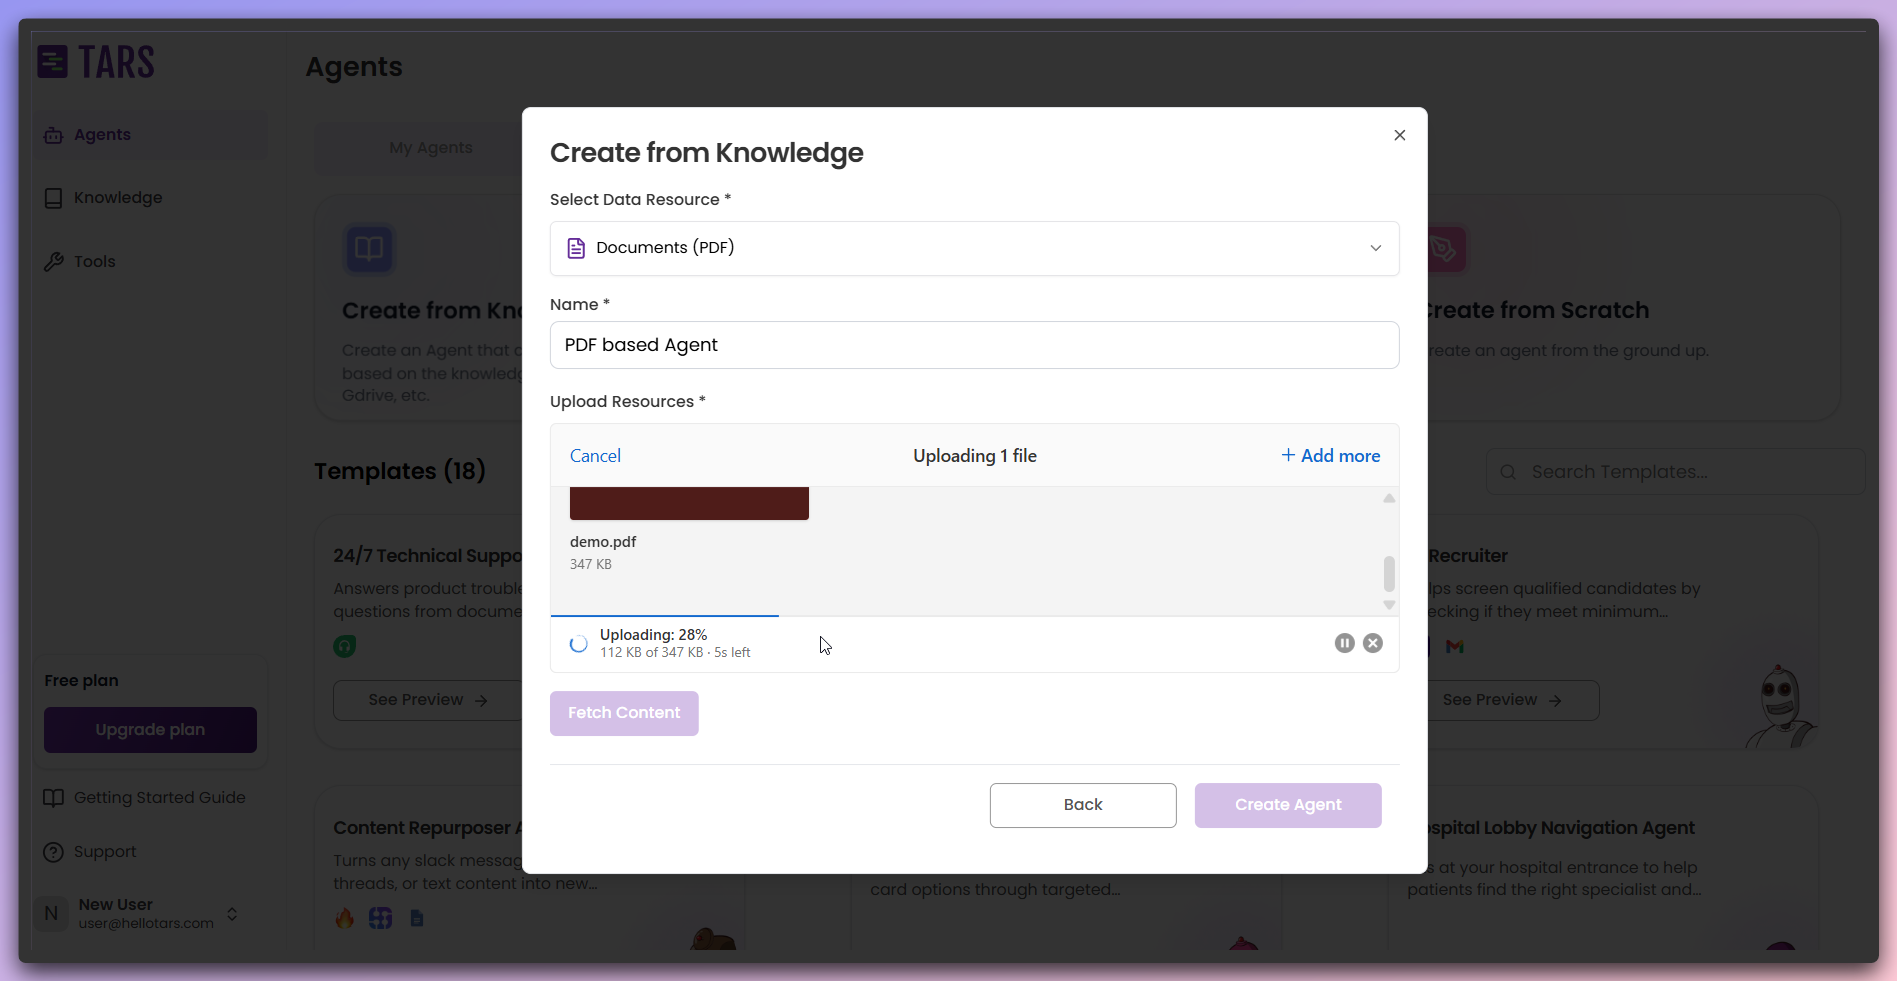 TARS
Agents
Knowledge
Tools
Free plan
Upgrade plan
Getting Started Guide
Support
N
New User
user@hellotars.com
Agents
My Agents
Create from Kno
Create an Agent that c
based on the knowledg
Gdrive, etc.
Create from Scratch
reate an agent from the ground up.
Templates (18)
Search Templates...
24/7 Technical Suppo
Answers product trouble
questions from docume
See Preview
Recruiter
lps screen qualified candidates by
ecking if they meet minimum...
See Preview
Content Repurposer A
Turns any slack messag
threads, or text content into new...
card options through targeted...
ospital Lobby Navigation Agent
s at your hospital entrance to help
patients find the right specialist and...
Create from Knowledge
Select Data Resource *
Documents (PDF)
Name *
PDF based Agent
Upload Resources *
Cancel
Uploading 1 file
+ Add more
demo.pdf
347 KB
Uploading: 28%
112 KB of 347 KB · 5s left
Fetch Content
Back
Create Agent